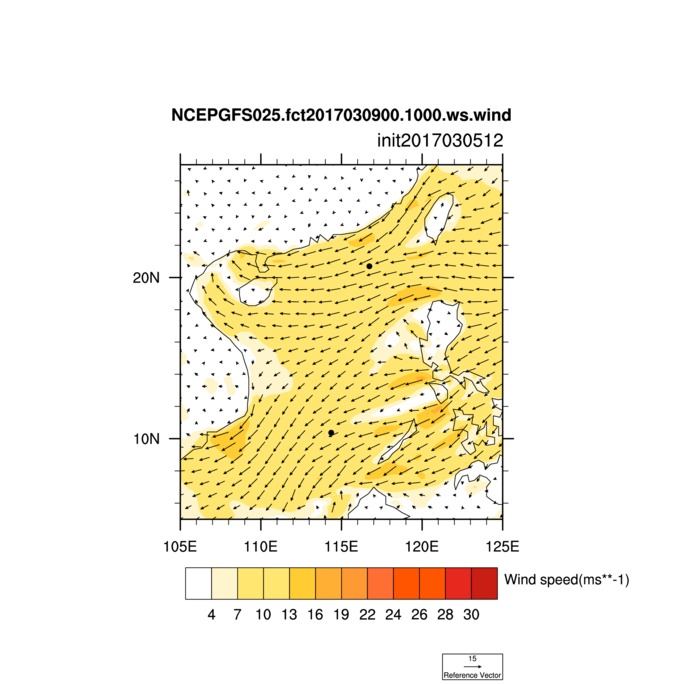 NCEPGFS025.fct2017030900.1000.ws.wind
init2017030512
20N
10N
105E 110E 115E 120E 125E
Wind speed(ms**-1)
4 7 10 13 16 19 22 24 26 28 30
15
Reference Vector